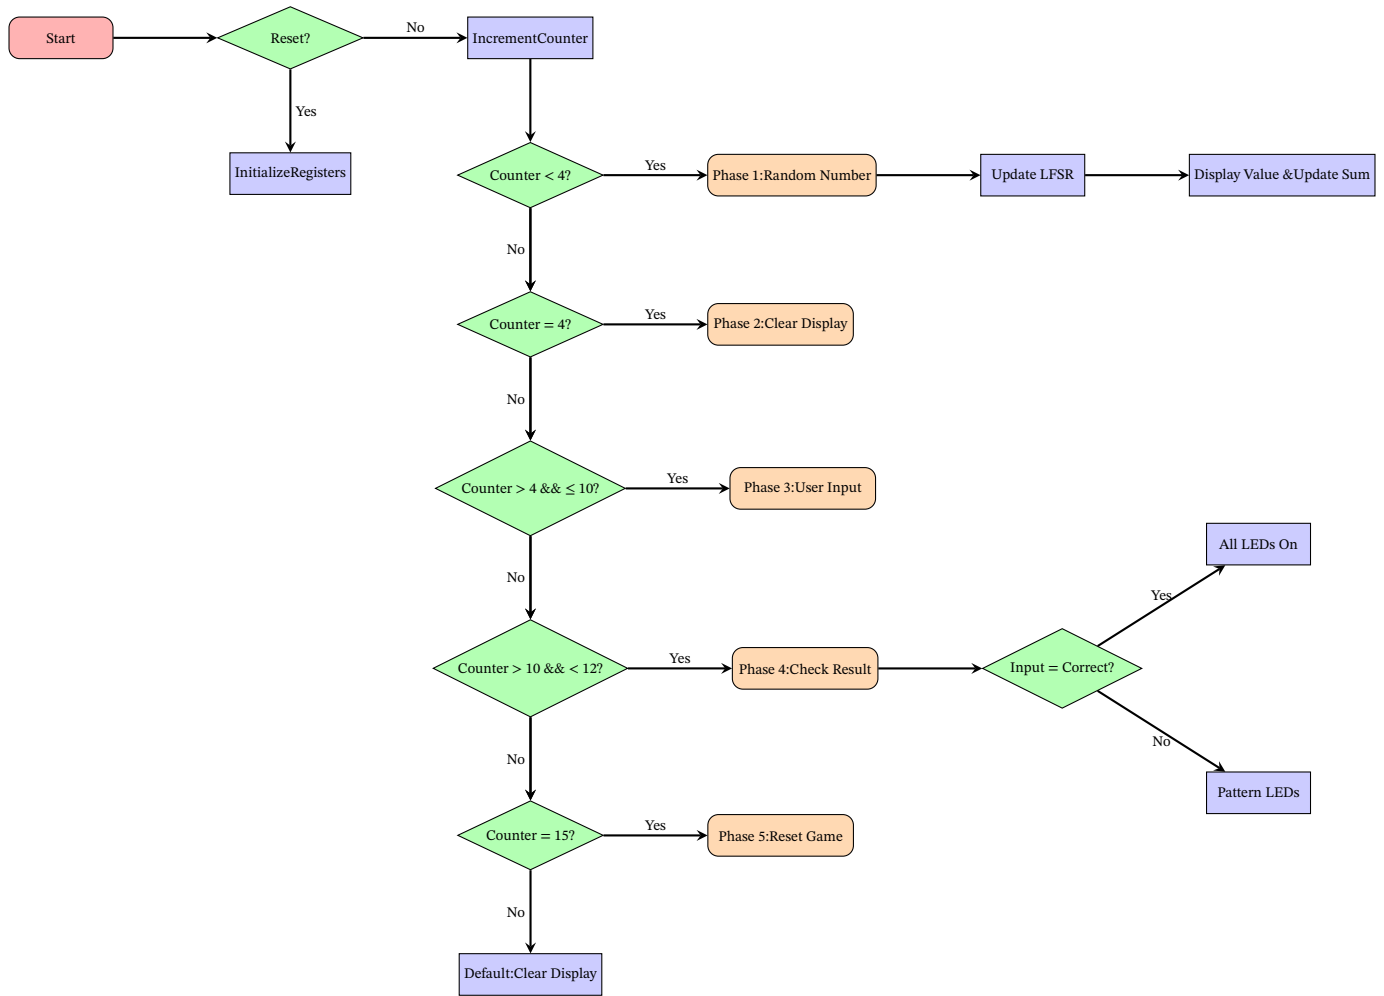 Start
Reset?
No
IncrementCounter
Yes
InitializeRegisters
Counter < 4?
Yes
Phase 1:Random Number
Update LFSR
Display Value &Update Sum
No
Counter = 4?
Yes
Phase 2:Clear Display
No
Counter > 4 && ≤ 10?
Yes
Phase 3:User Input
No
All LEDs On
Yes
Counter > 10 && < 12?
Yes
Phase 4:Check Result
Input = Correct?
No
No
Pattern LEDs
Counter = 15?
Yes
Phase 5:Reset Game
No
Default:Clear Display